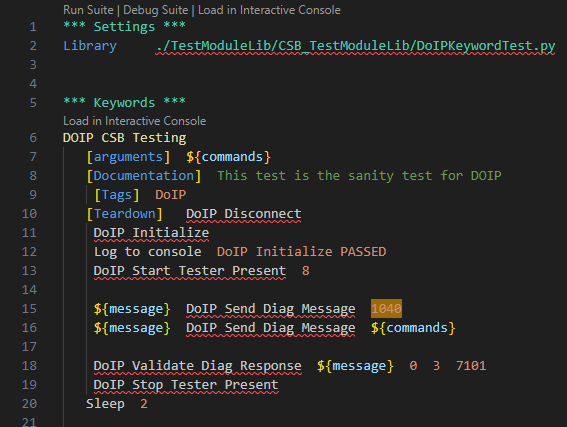 Run Suite | Debug Suite | Load in Interactive Console
1 *** Settings ***
2 Library ./TestModuleLib/CSB_TestModuleLib/DoIPKeywordTest.py
3
4
5 *** Keywords ***
Load in Interactive Console
6 DOIP CSB Testing
7 [arguments] ${commands}
8 [Documentation] This test is the sanity test for DOIP
9 [Tags] DoIP
10 [Teardown] DoIP Disconnect
11 DoIP Initialize
12 Log to console DoIP Initialize PASSED
13 DoIP Start Tester Present 8
14
15 ${message} DoIP Send Diag Message 1040
16 ${message} DoIP Send Diag Message ${commands}
17
18 DoIP Validate Diag Response ${message} 0 3 7101
19 DoIP Stop Tester Present
20 Sleep 2
21